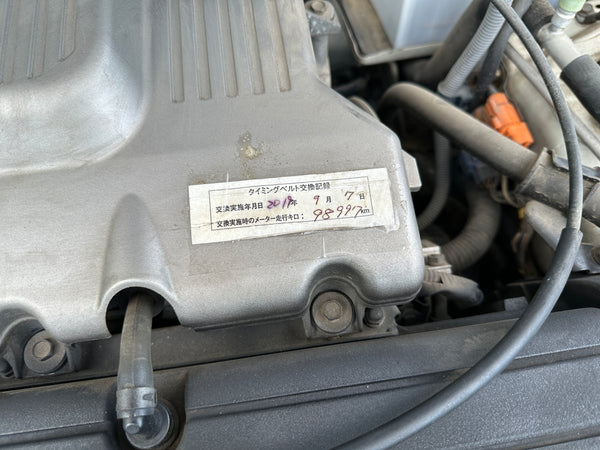 タイミングベルト交換記録
交換実施年月日 2019年 9月 7日
交換実施時のメーター走行キロ: 98997km